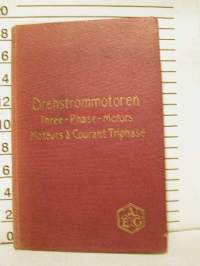 Drehstrommotoren
Three-Phase-Motors
Moteurs à Courant Triphasé
AEG